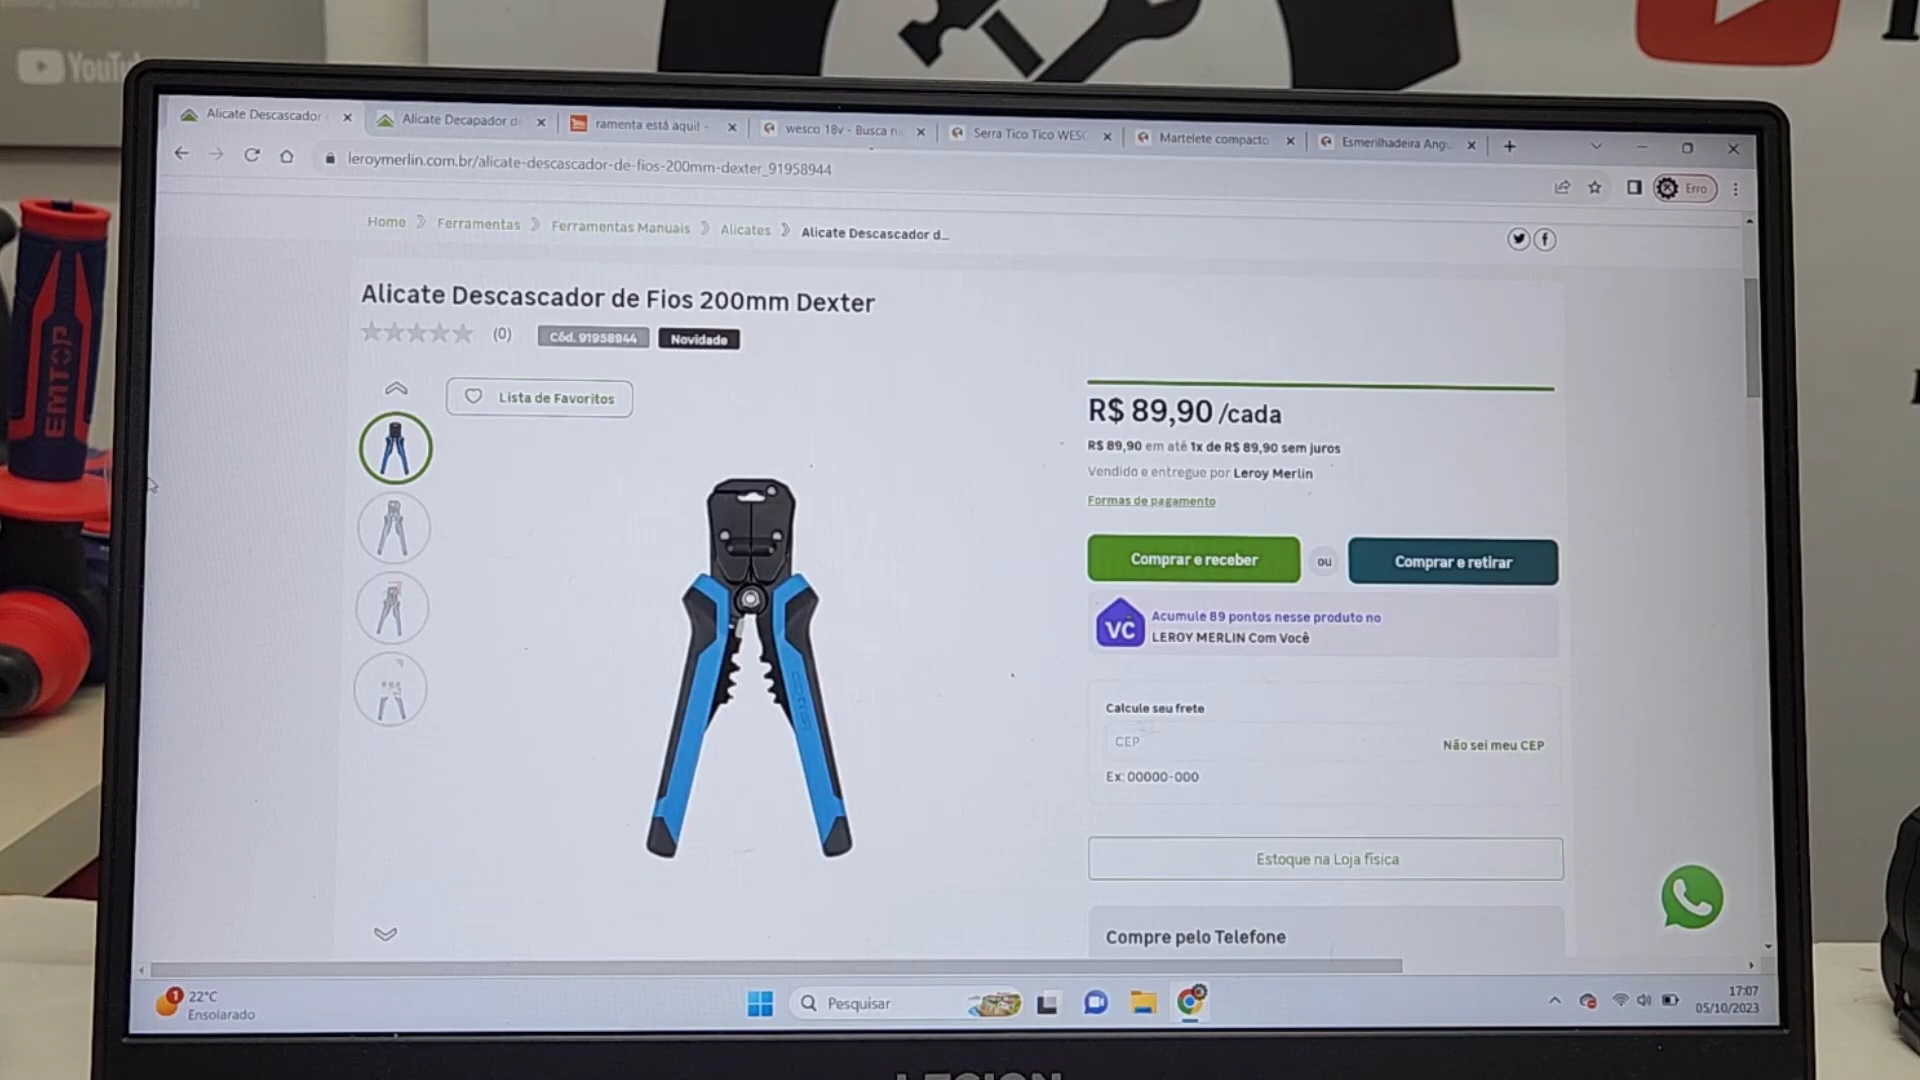 YouTu
Alicate Descascador
Alicate Decapador d
ramenta está aqui! -
wesco 18v - Busca n
Serra Tico Tico WESC
Martelete compacto
Esmerilhadeira Angu
leroymerlin.com.br/alicate-descascador-de-fios-200mm-dexter_91958944
Erro
Home
Ferramentas
Ferramentas Manuais
Alicates
Alicate Descascador d...
Alicate Descascador de Fios 200mm Dexter
(0)
Cód. 91958944
Novidade
Lista de Favoritos
R$ 89,90 /cada
R$ 89,90 em até 1x de R$ 89,90 sem juros
Vendido e entregue por Leroy Merlin
Formas de pagamento
Comprar e receber
ou
Comprar e retirar
VC
Acumule 89 pontos nesse produto no
LEROY MERLIN Com Você
Calcule seu frete
CEP
Não sei meu CEP
Ex: 00000-000
Estoque na Loja física
Compre pelo Telefone
1
22°C
Ensolarado
Pesquisar
17:07
05/10/2023
LEGION
EMTOP